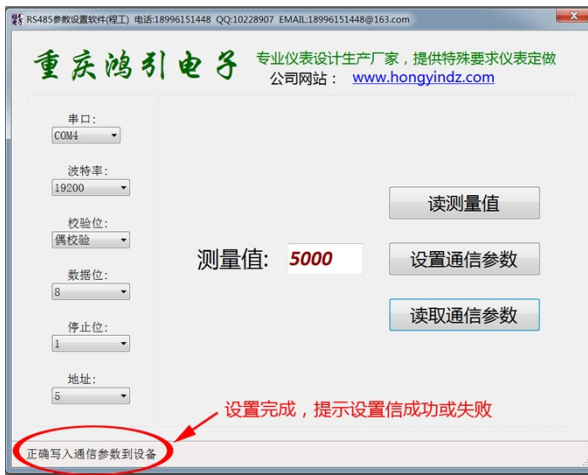 RS485参数设置软件(程工) 电话:18996151448 QQ:10228907 EMAIL:18996151448@163.com
重庆鸿引电子
专业仪表设计生产厂家，提供特殊要求仪表定做
公司网站： www.hongyindz.com
串口:
COM4
波特率:
19200
校验位:
偶校验
数据位:
8
停止位:
1
地址:
5
测量值: 5000
读测量值
设置通信参数
读取通信参数
设置完成，提示设置信成功或失败
正确写入通信参数到设备